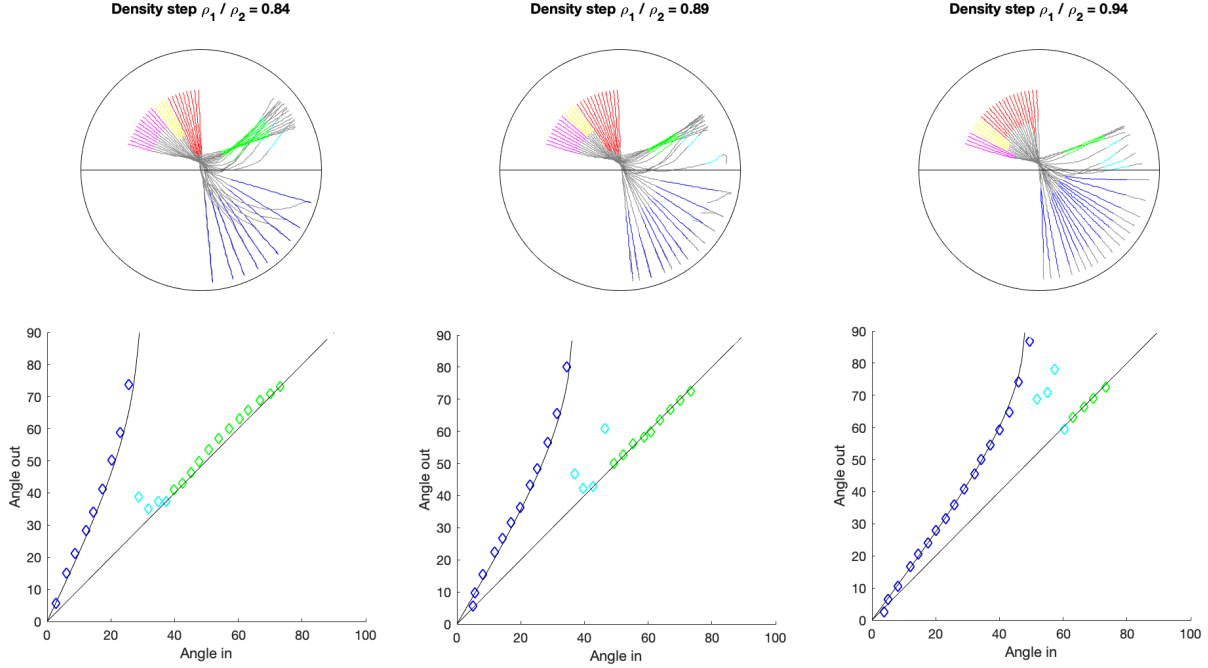 Density step ρ1 / ρ2 = 0.84
Density step ρ1 / ρ2 = 0.89
Density step ρ1 / ρ2 = 0.94
90
80
70
60
50
40
30
20
10
0
Angle out
0 20 40 60 80 100
Angle in
90
80
70
60
50
40
30
20
10
0
Angle out
0 20 40 60 80 100
Angle in
90
80
70
60
50
40
30
20
10
0
Angle out
0 20 40 60 80 100
Angle in